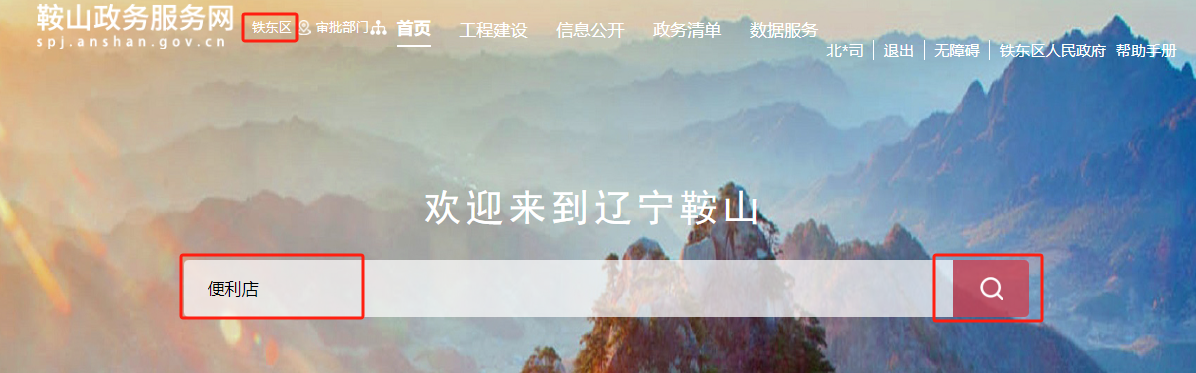 鞍山政务服务网
spj.anshan.gov.cn
铁东区 审批部门 首页 工程建设 信息公开 政务清单 数据服务
北*司 退出 无障碍 铁东区人民政府 帮助手册
欢迎来到辽宁鞍山
便利店